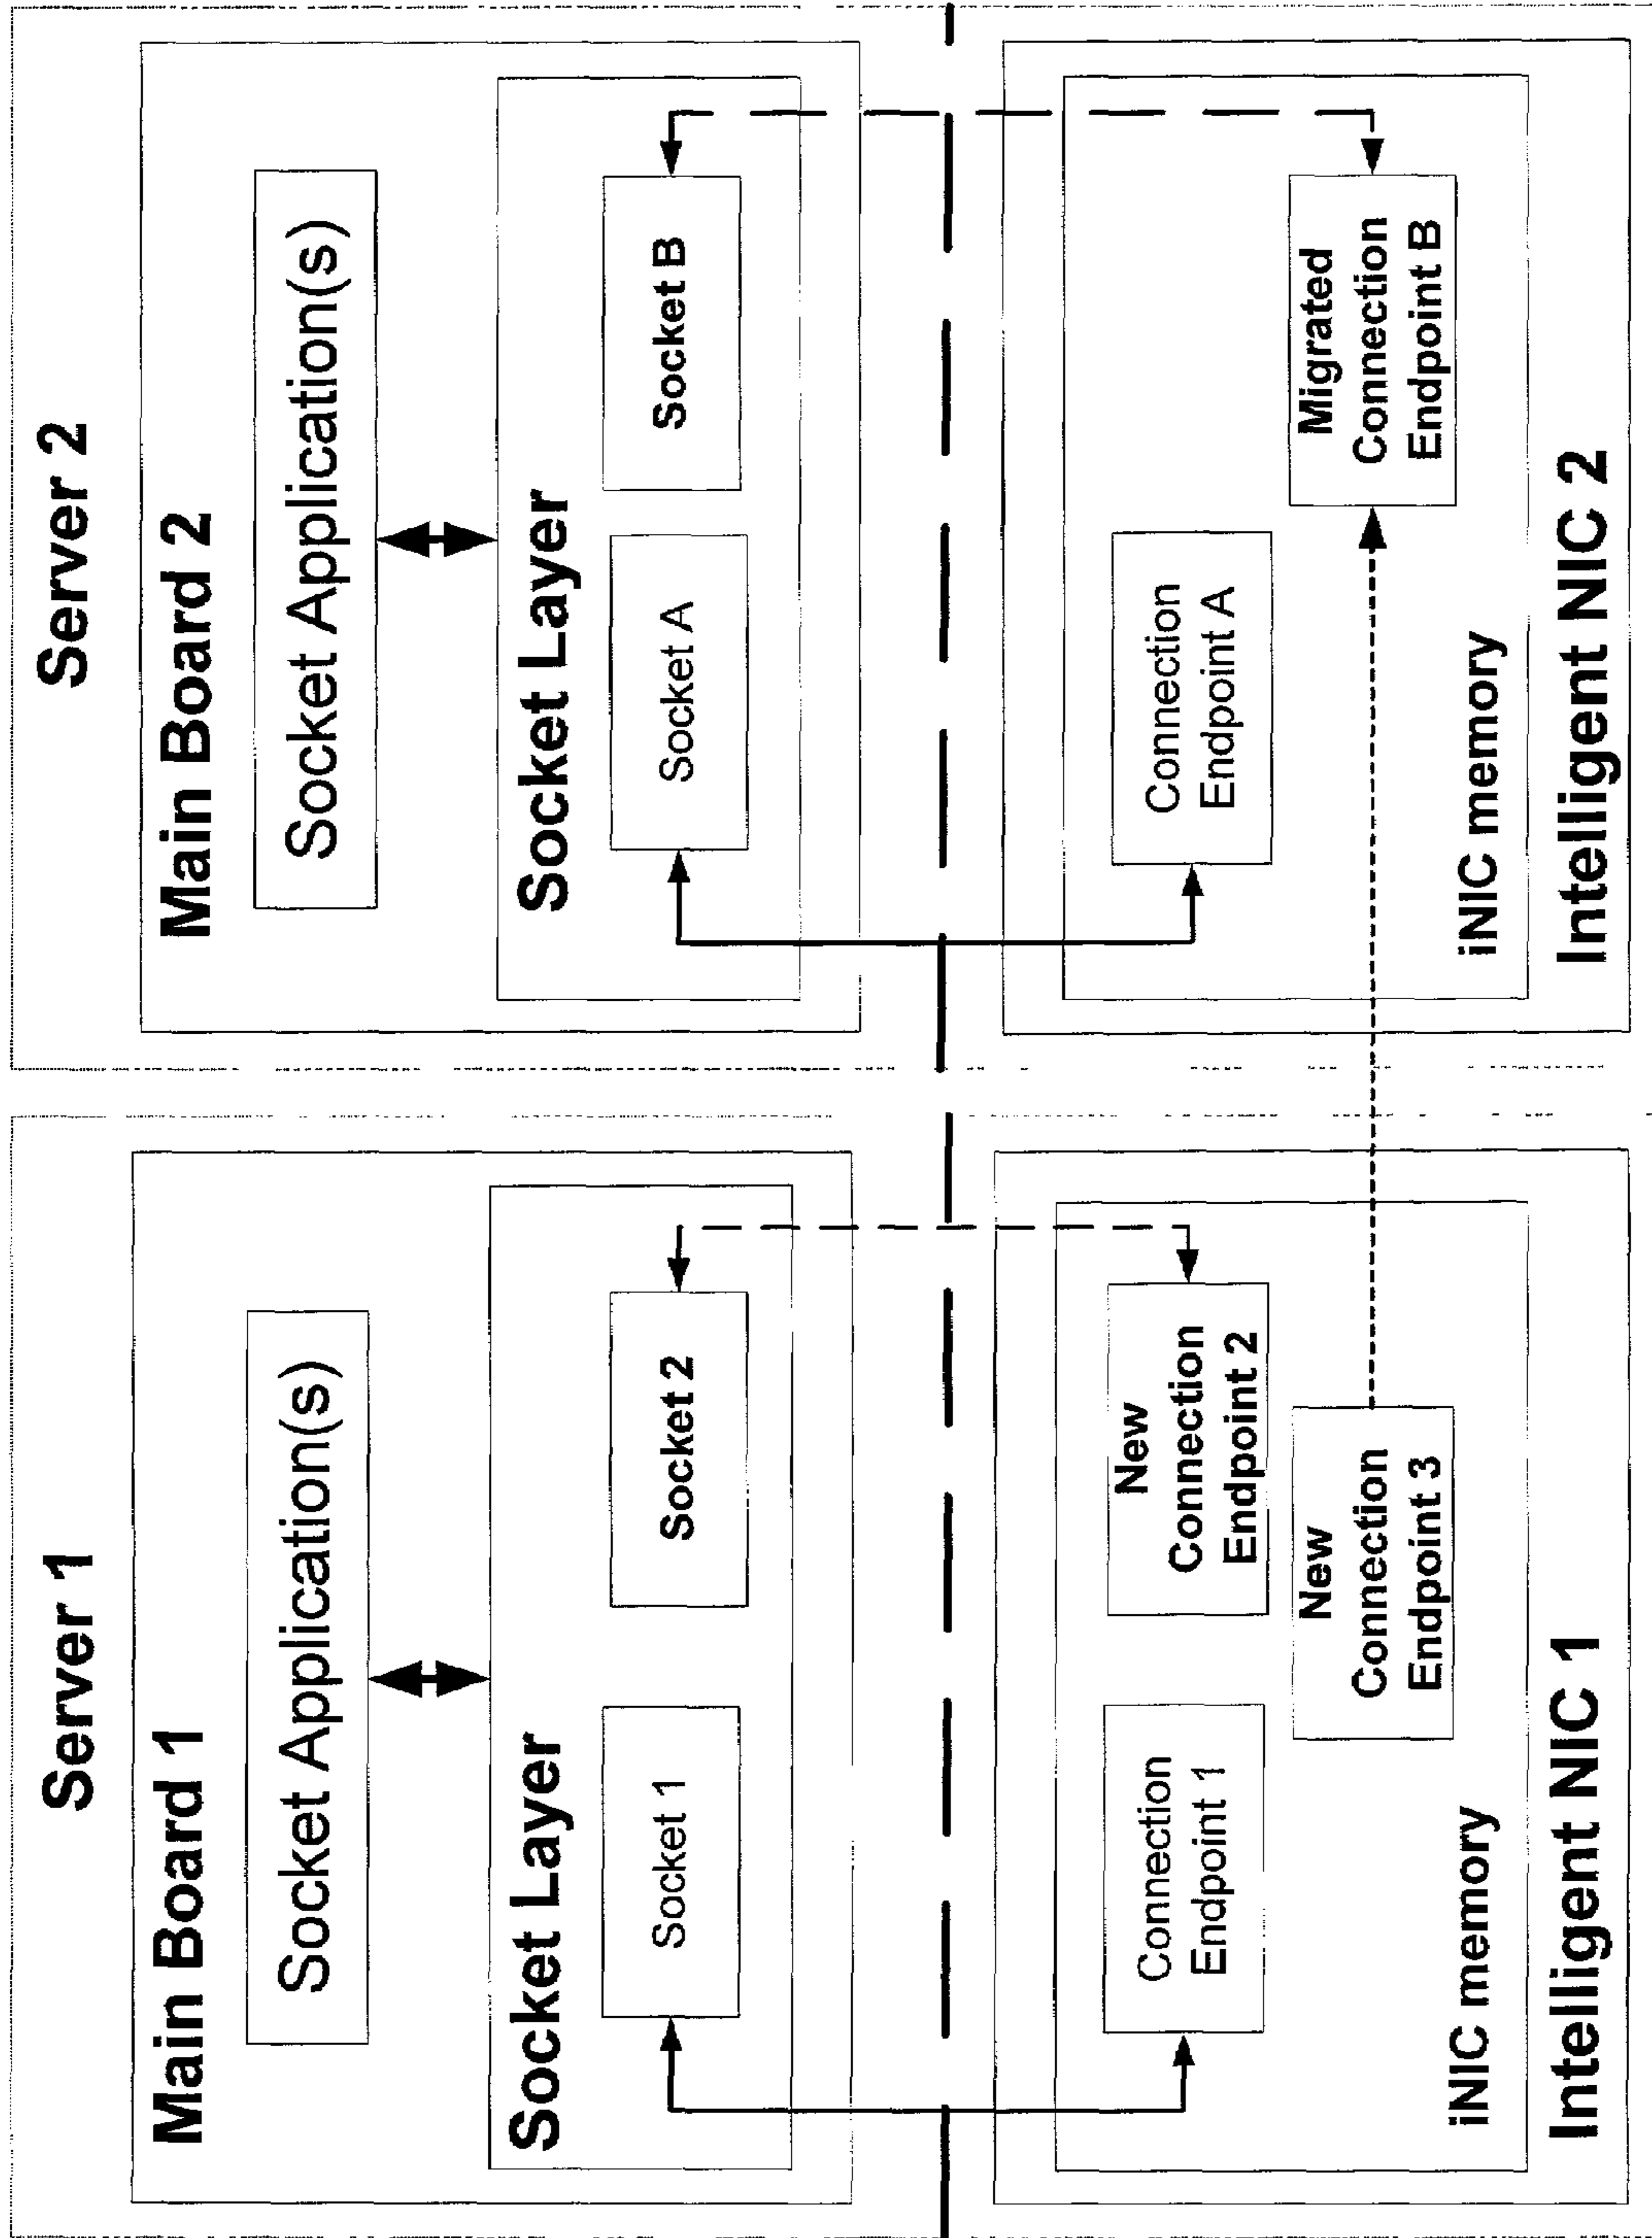 Server 1
Main Board 1
Socket Application(s)
Socket Layer
Socket 1
Socket 2
Connection
Endpoint 1
New
Connection
Endpoint 2
New
Connection
Endpoint 3
iNIC memory
Intelligent NIC 1
Server 2
Main Board 2
Socket Application(s)
Socket Layer
Socket A
Socket B
Connection
Endpoint A
Migrated
Connection
Endpoint B
iNIC memory
Intelligent NIC 2